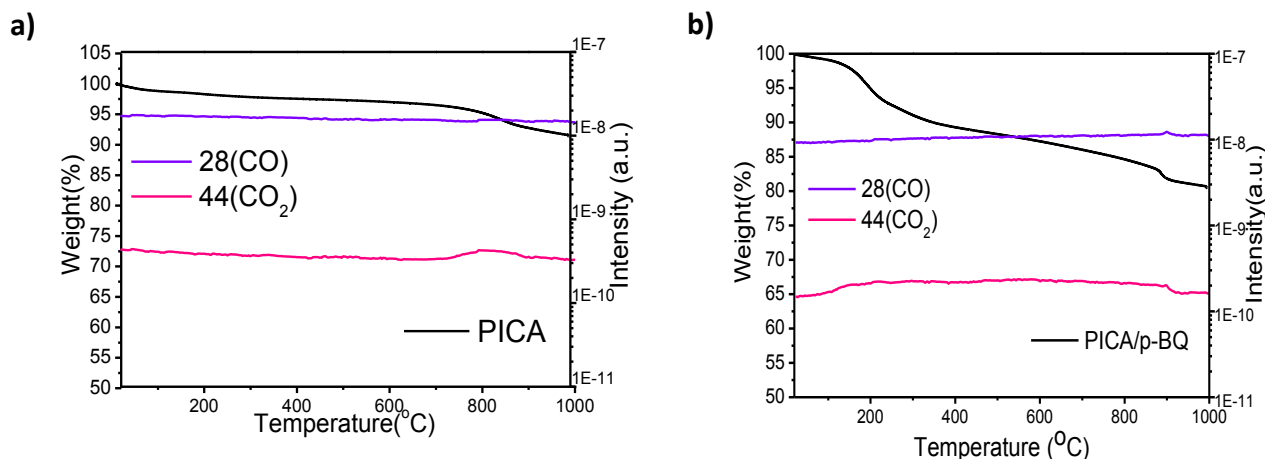 a)
105
100
95
90
85
80
75
70
65
60
55
50
Weight(%)
28(CO)
44(CO2)
PICA
1E-7
1E-8
1E-9
1E-10
1E-11
Intensity (a.u.)
200
400
600
800
1000
Temperature(oC)
b)
100
95
90
85
80
75
70
65
60
55
50
Weight(%)
28(CO)
44(CO2)
PICA/p-BQ
1E-7
1E-8
1E-9
1E-10
1E-11
Intensity(a.u.)
200
400
600
800
1000
Temperature (oC)